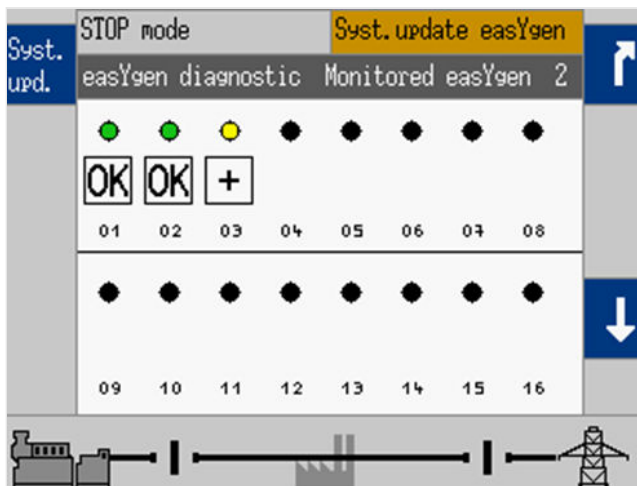 Syst.
upd.
STOP mode
Syst.update easYgen
easYgen diagnostic Monitored easYgen 2
OK OK +
01 02 03 04 05 06 07 08
09 10 11 12 13 14 15 16